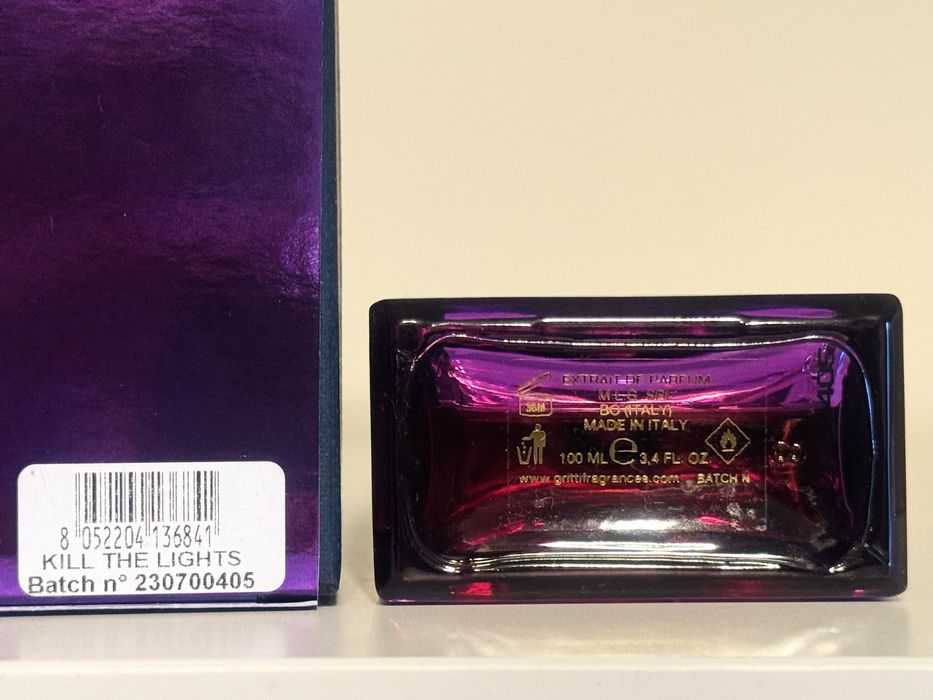 8 052204 136841
KILL THE LIGHTS
Batch n° 230700405
EXTRAIT DE PARFUM
M.L.G. SRL
BG (ITALY)
MADE IN ITALY
36M
100 ML e 3,4 FL. OZ
www.grittifragrances.com BATCH N